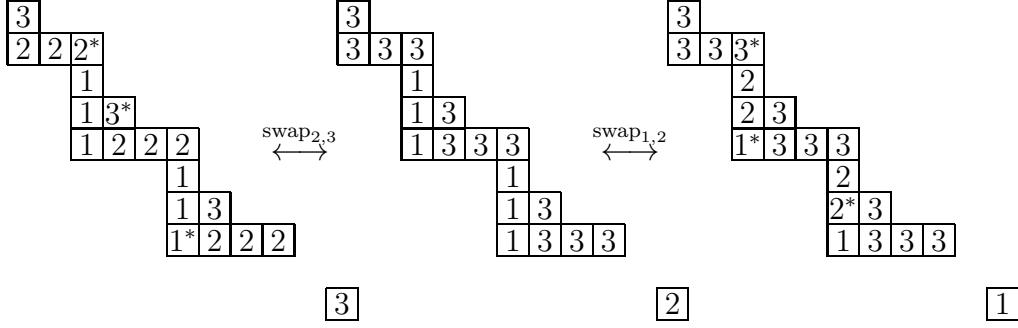 3 3 3
2 2 2* 3 3 3 3 3 3*
1 1 2
1 3* 1 3 2 3
1 2 2 2 swap2,3 ⟷ 1 3 3 3 swap1,2 ⟷ 1* 3 3 3
1 1 2
1 3 1 3 2* 3
1* 2 2 2 1 3 3 3 1 3 3 3
3 2 1